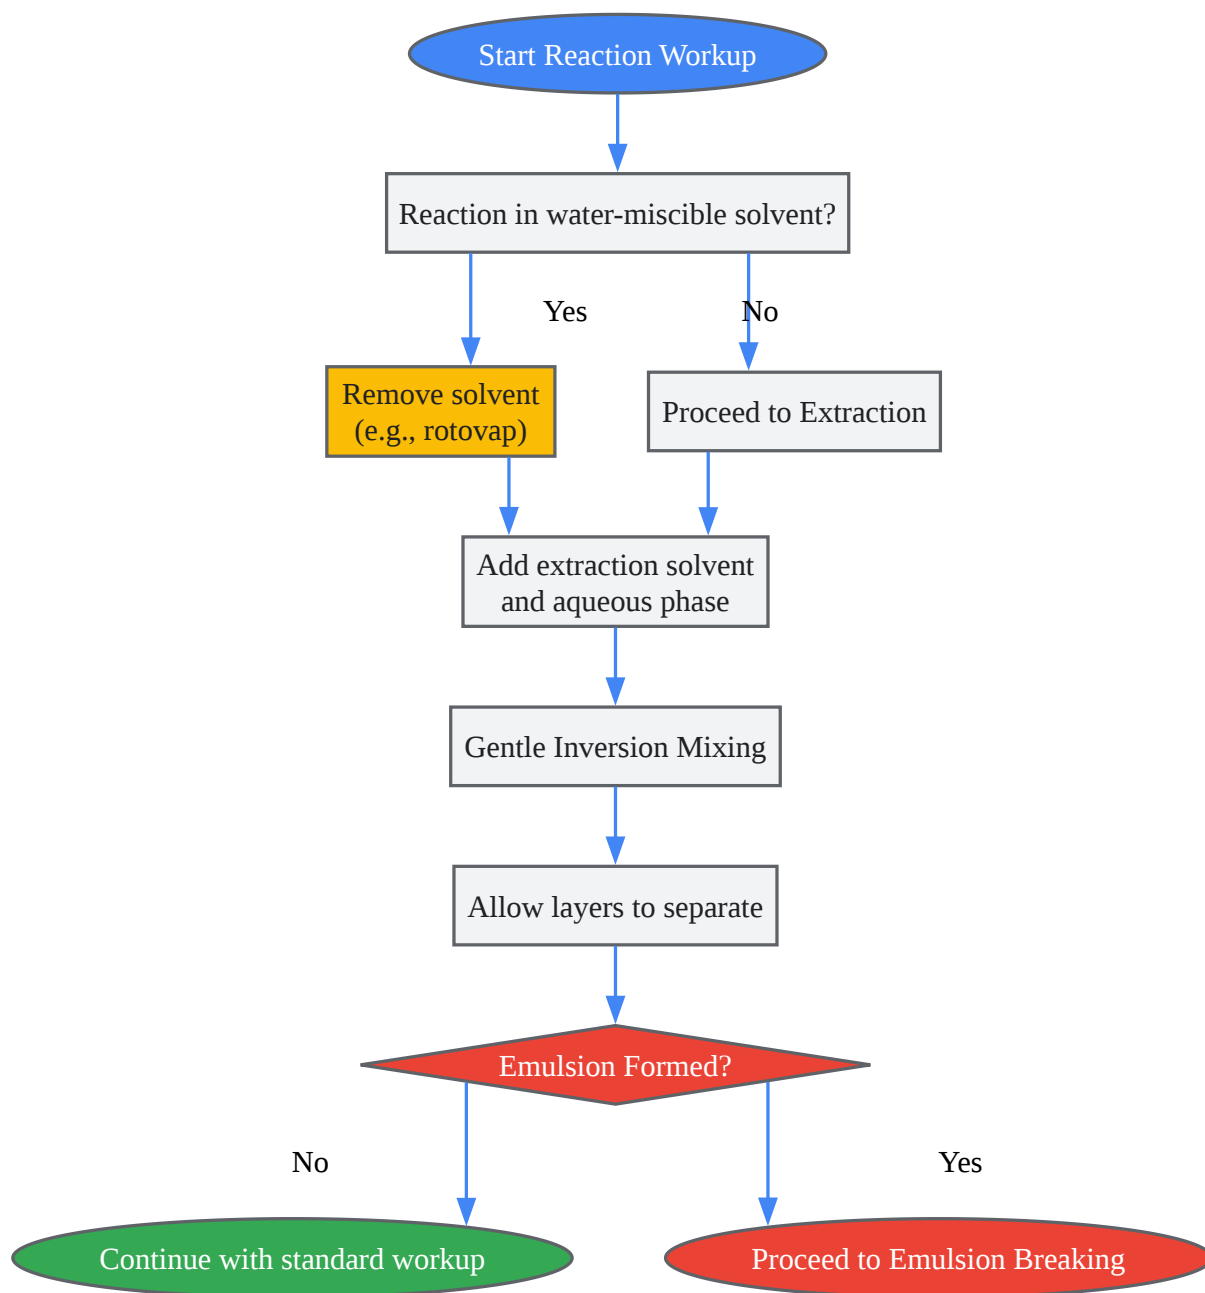 Start Reaction Workup
Reaction in water-miscible solvent?
Yes
No
Remove solvent
(e.g., rotovap)
Proceed to Extraction
Add extraction solvent
and aqueous phase
Gentle Inversion Mixing
Allow layers to separate
Emulsion Formed?
No
Yes
Continue with standard workup
Proceed to Emulsion Breaking